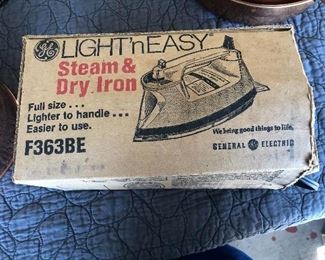 GE LIGHT'nEASY
Steam &
Dry Iron
Full size...
Lighter to handle...
Easier to use.
F363BE
We bring good things to life.
GENERAL GE ELECTRIC